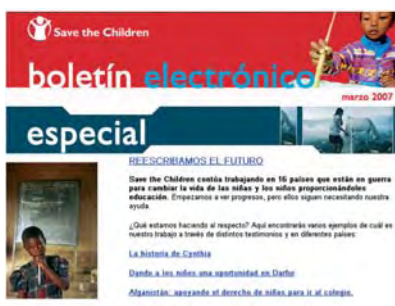 Save the Children
boletín electrónico
marzo 2007
especial
REESCRIBAMOS EL FUTURO
Save the Children contúa trabajando en 16 países que están en guerra
para cambiar la vida de las niñas y los niños proporcionándoles
educación. Empezamos a ver progresos, pero ellos siguen necesitando nuestra
ayuda.
¿Qué estamos haciendo al respecto? Aquí encontrarás varios ejemplos de cuál es
nuestro trabajo a través de distintos testimonios y en diferentes países:
La historia de Cynthia
Dando a los niños una oportunidad en Darfur
Afganistán: apoyando el derecho de niñas para ir al colegio.